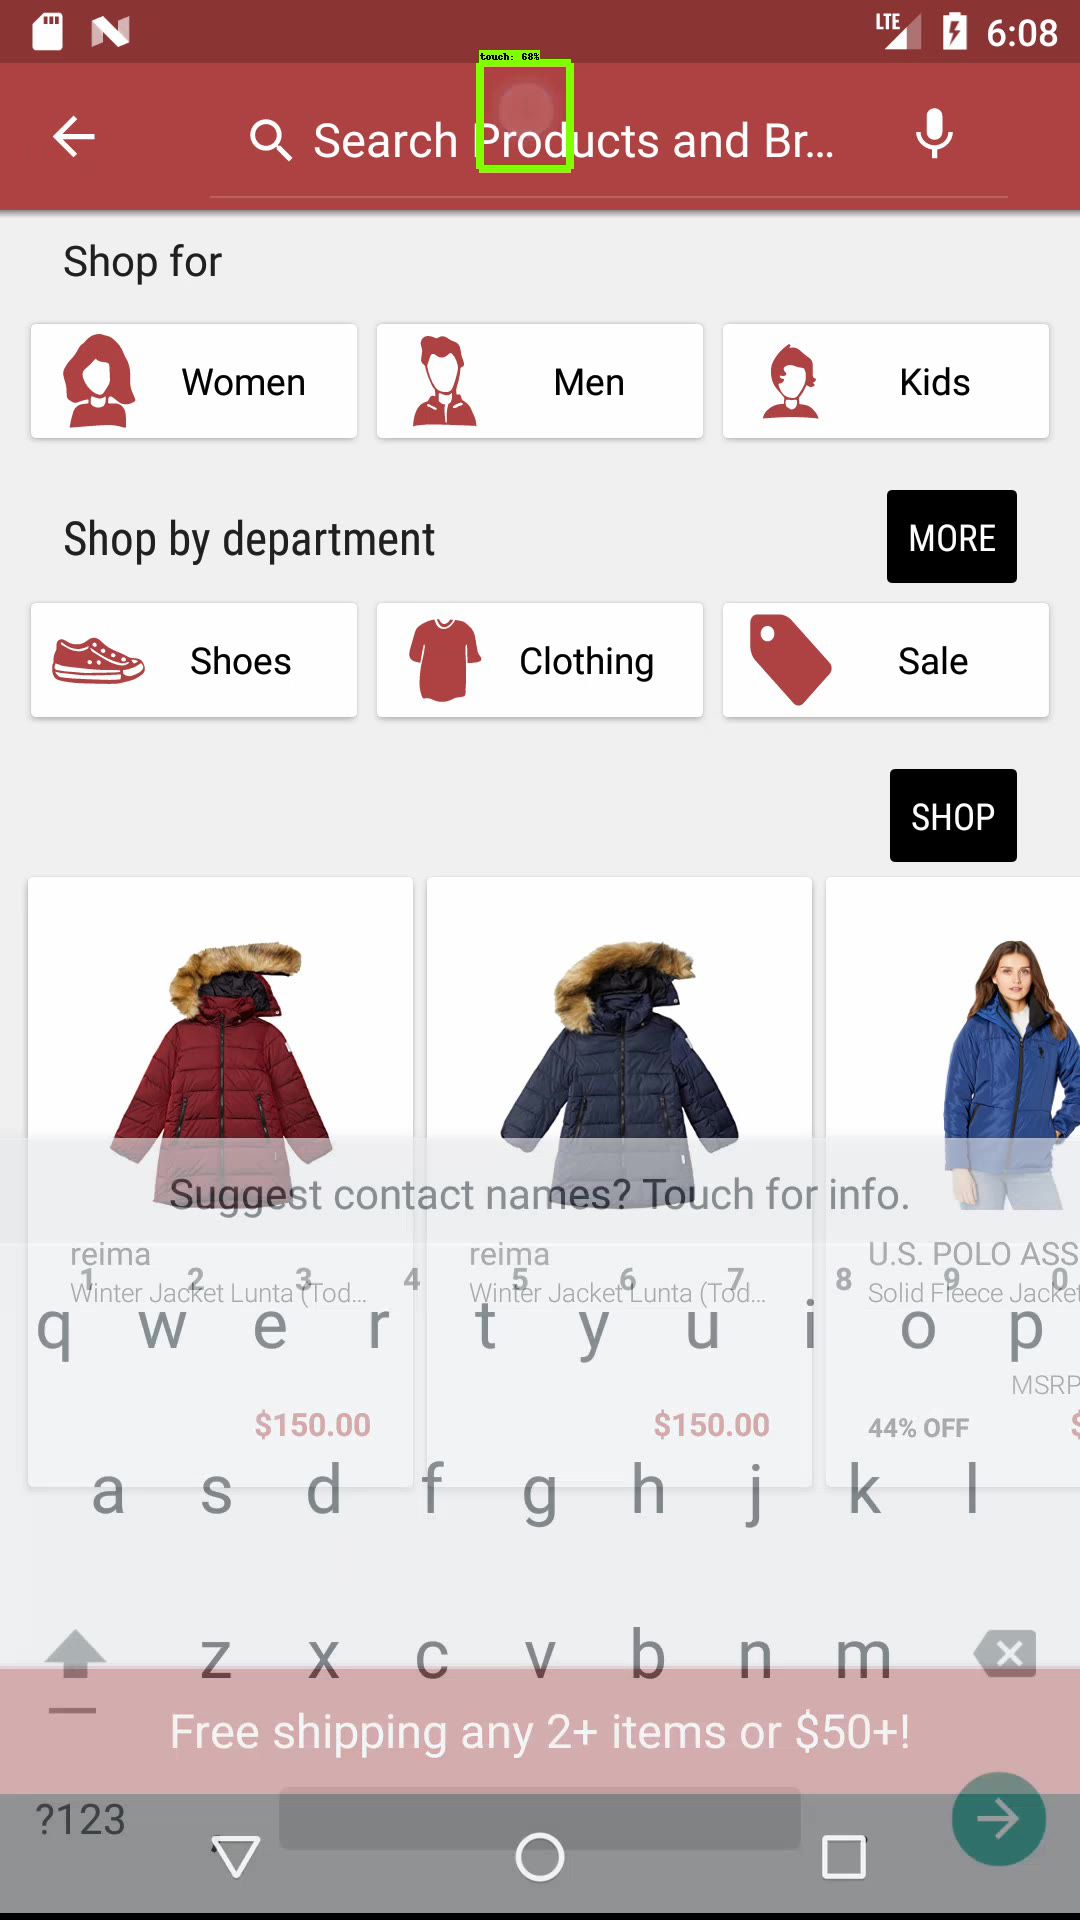 LTE 6:08
touch: 68%
Search Products and Br...
Shop for
Women Men Kids
Shop by department MORE
Shoes Clothing Sale
SHOP
Suggest contact names? Touch for info.
reima reima U.S. POLO ASS
1 2 3 4 5 6 7 8 9 0
Winter Jacket Lunta (Tod... Winter Jacket Lunta (Tod... Solid Fleece Jacket
q w e r t y u i o p
MSRP
$150.00 $150.00 44% OFF $
a s d f g h j k l
z x c v b n m
Free shipping any 2+ items or $50+!
?123